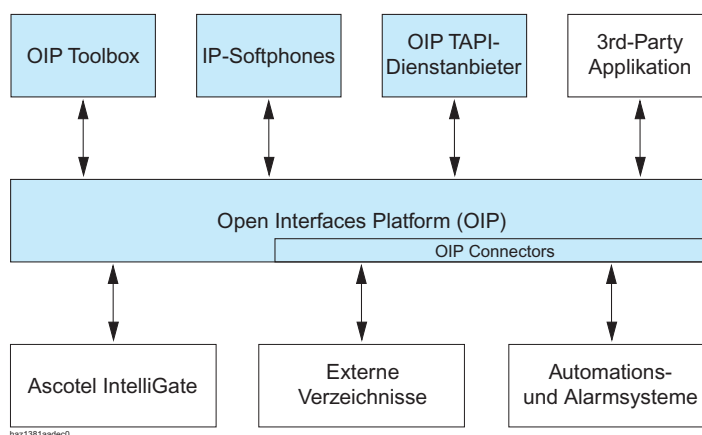 OIP Toolbox
IP-Softphones
OIP TAPI-
Dienstanbieter
3rd-Party
Applikation
Open Interfaces Platform (OIP)
OIP Connectors
Ascotel IntelliGate
Externe
Verzeichnisse
Automations-
und Alarmsysteme
haz1381aadec0